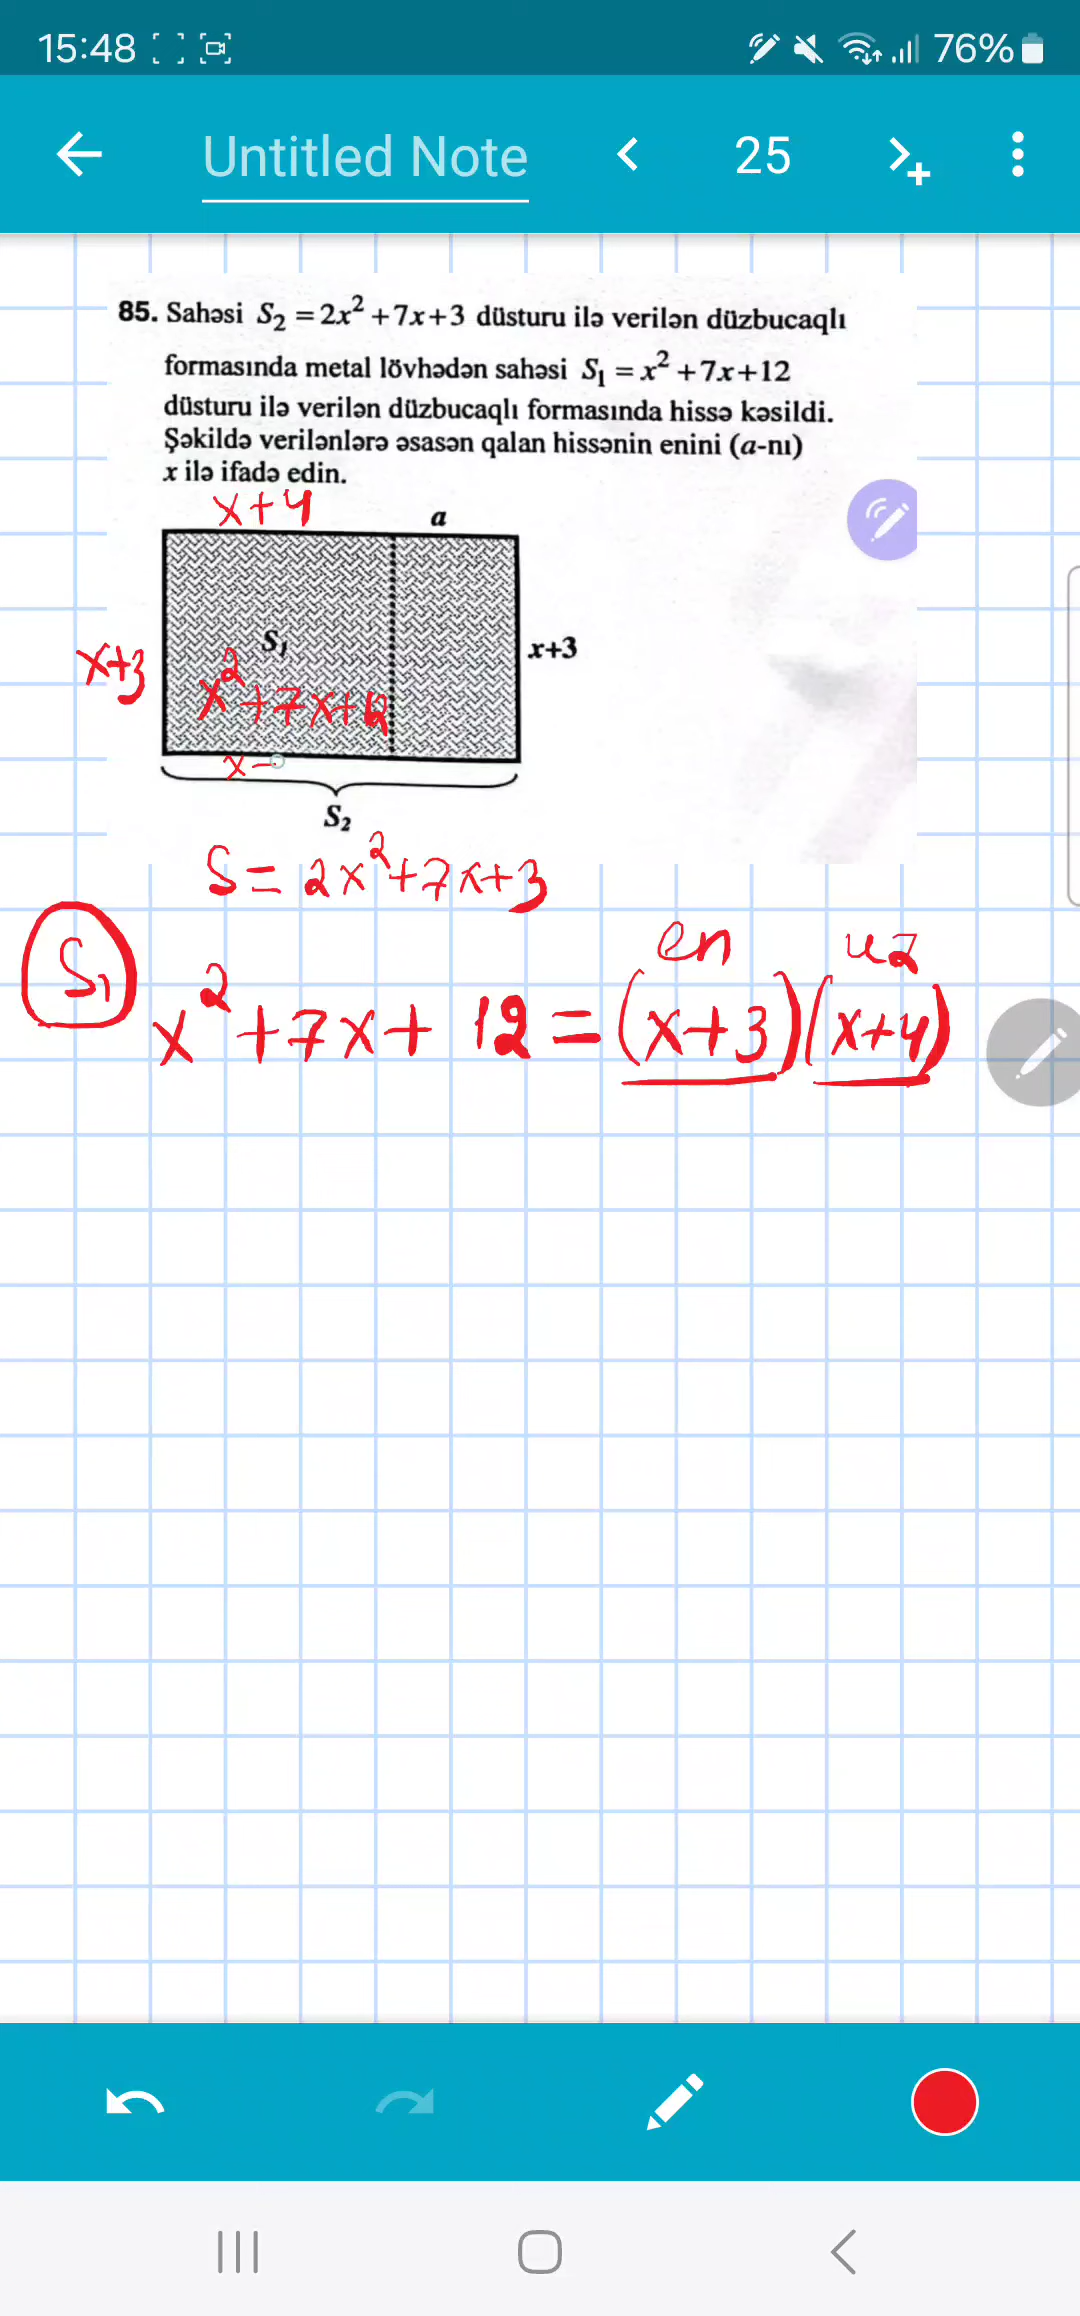 15:48 76%
Untitled Note 25
85. Sahəsi S₂ = 2x² + 7x + 3 düsturu ilə verilən düzbucaqlı
formasında metal lövhədən sahəsi S₁ = x² + 7x + 12
düsturu ilə verilən düzbucaqlı formasında hissə kəsildi.
Şəkildə verilənlərə əsasən qalan hissənin enini (a-nı)
x ilə ifadə edin.
x+4 a
S₁
x+3 x+3
x²+7x+12
x–
S₂
S = 2x²+7x+3
en uz
S₁ x²+7x+12=(x+3)(x+4)